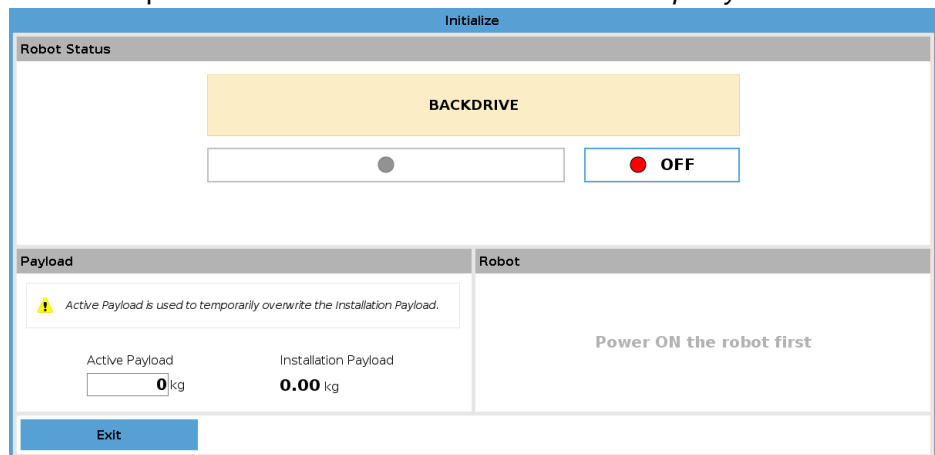 Initialize
Robot Status
BACKDRIVE
OFF
Payload
Active Payload is used to temporarily overwrite the Installation Payload.
Active Payload
Installation Payload
0 kg
0.00 kg
Robot
Power ON the robot first
Exit